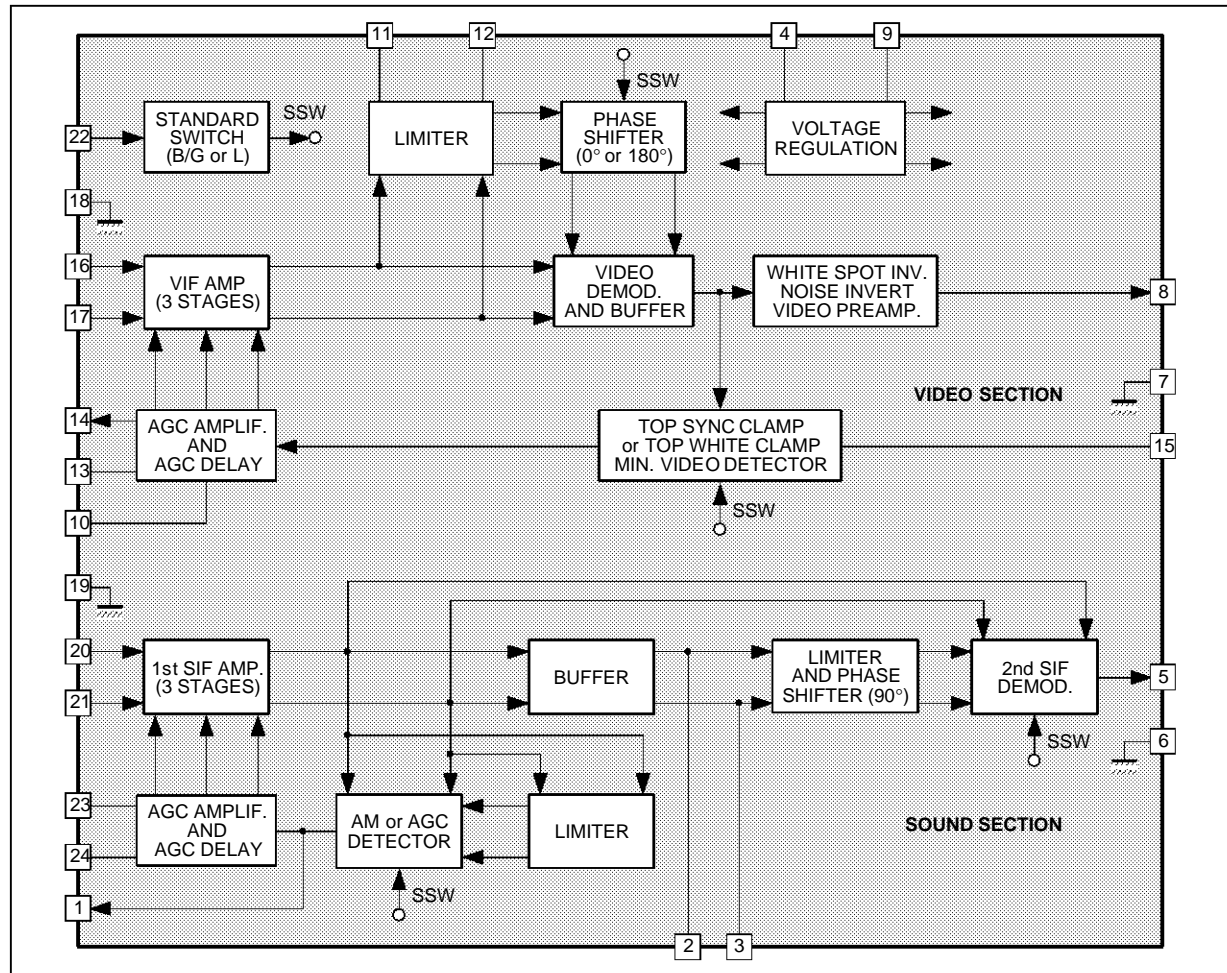 11
12
4
9
22
STANDARD
SWITCH
(B/G or L)
SSW
LIMITER
SSW
PHASE
SHIFTER
(0° or 180°)
VOLTAGE
REGULATION
18
16
17
VIF AMP
(3 STAGES)
VIDEO
DEMOD.
AND BUFFER
WHITE SPOT INV.
NOISE INVERT
VIDEO PREAMP.
8
7
VIDEO SECTION
14
13
10
AGC AMPLIF.
AND
AGC DELAY
TOP SYNC CLAMP
or TOP WHITE CLAMP
MIN. VIDEO DETECTOR
15
SSW
19
20
21
1st SIF AMP.
(3 STAGES)
BUFFER
LIMITER
AND PHASE
SHIFTER (90°)
2nd SIF
DEMOD.
5
SSW
6
23
24
AGC AMPLIF.
AND
AGC DELAY
AM or AGC
DETECTOR
LIMITER
SOUND SECTION
SSW
1
2
3